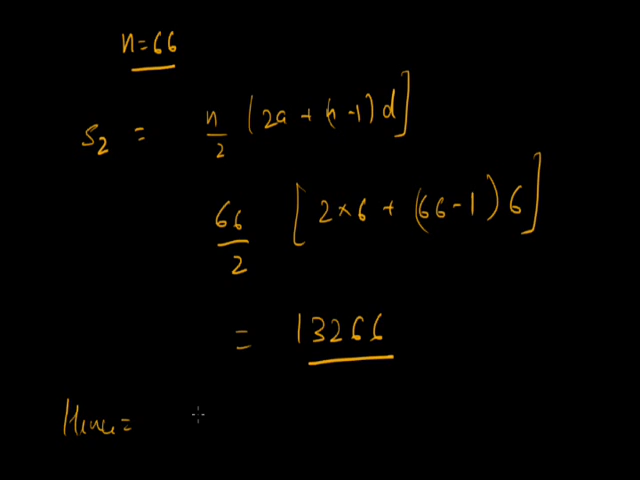 n=66
S₂ = n/2 (2a + (n-1)d]
66/2 [2×6 + (66-1)6]
= 13266